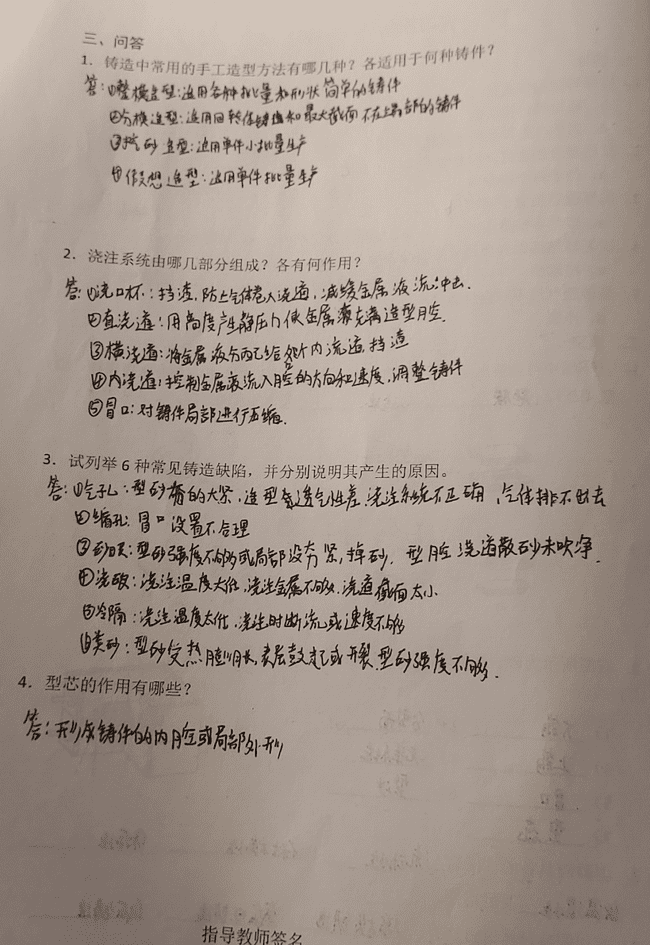 三、问答
1．铸造中常用的手工造型方法有哪几种？各适用于何种铸件？
答：①整模造型：适用各种批量和形状简单的铸件
②分模造型：适用回转体铸造和最大截面不在上端部的铸件
③挖砂造型：适用单件小批量生产
④假想造型：适用单件批量生产
2．浇注系统由哪几部分组成？各有何作用？
答：①浇口杯：挡渣，防止气体卷入浇道，减缓金属液流冲击．
②直浇道：用高度产生静压力使金属液充满造型腔．
③横浇道：将金属液分配给各个内浇道，挡渣
④内浇道：控制金属液流入腔的方向和速度，调整铸件
⑤冒口：对铸件局部进行压缩．
3．试列举6种常见铸造缺陷，并分别说明其产生的原因。
答：①气孔：型砂椿的太紧，造型气透气性差，浇注系统不正确，气体排不出去
②缩孔：冒口设置不合理
③砂眼：型砂强度不够或局部没夯紧，掉砂，型腔浇道散砂未吹净．
④浇破：浇注温度太低，浇注金属不够，浇道截面太小
⑤冷隔：浇注温度太低，浇注时断流或速度不够
⑥类砂：型砂受热膨胀，表层鼓起或开裂，型砂强度不够．
4．型芯的作用有哪些？
答：形成铸件的内腔或局部外形
指导教师签名